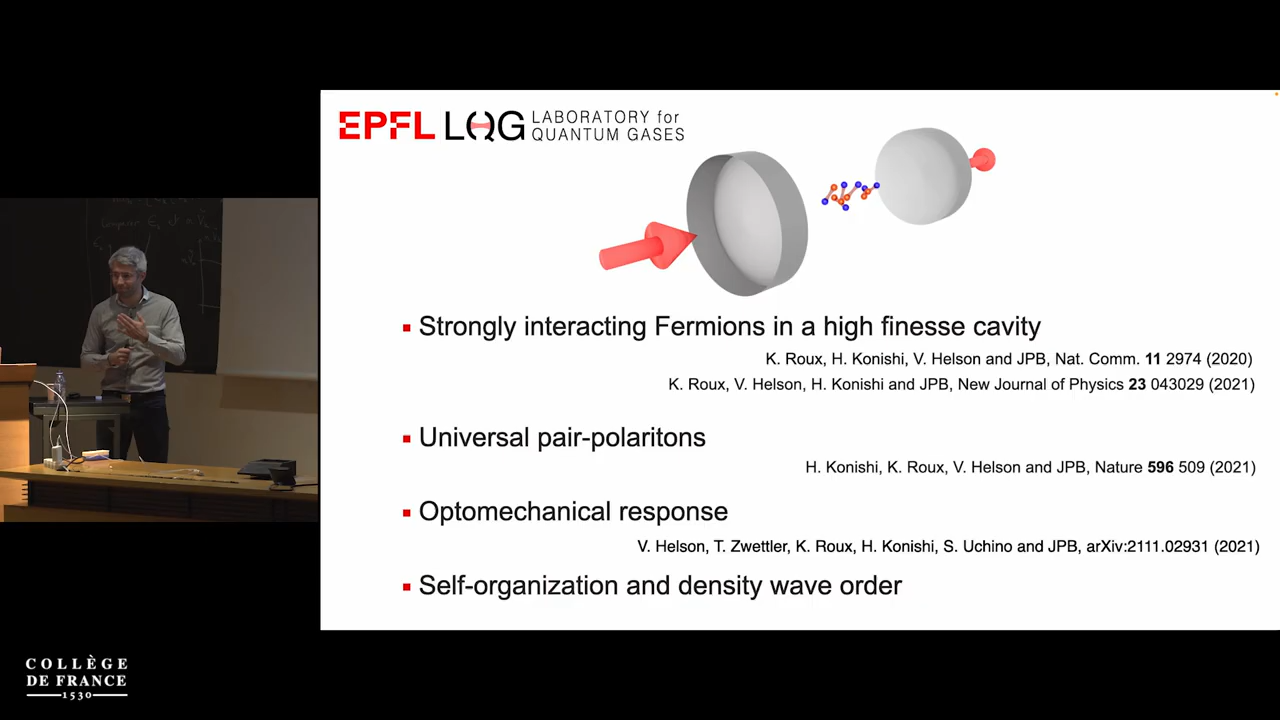 EPFL LQG LABORATORY for
QUANTUM GASES
▪ Strongly interacting Fermions in a high finesse cavity
K. Roux, H. Konishi, V. Helson and JPB, Nat. Comm. 11 2974 (2020)
K. Roux, V. Helson, H. Konishi and JPB, New Journal of Physics 23 043029 (2021)
▪ Universal pair-polaritons
H. Konishi, K. Roux, V. Helson and JPB, Nature 596 509 (2021)
▪ Optomechanical response
V. Helson, T. Zwettler, K. Roux, H. Konishi, S. Uchino and JPB, arXiv:2111.02931 (2021)
▪ Self-organization and density wave order
COLLÈGE
DE FRANCE
1530